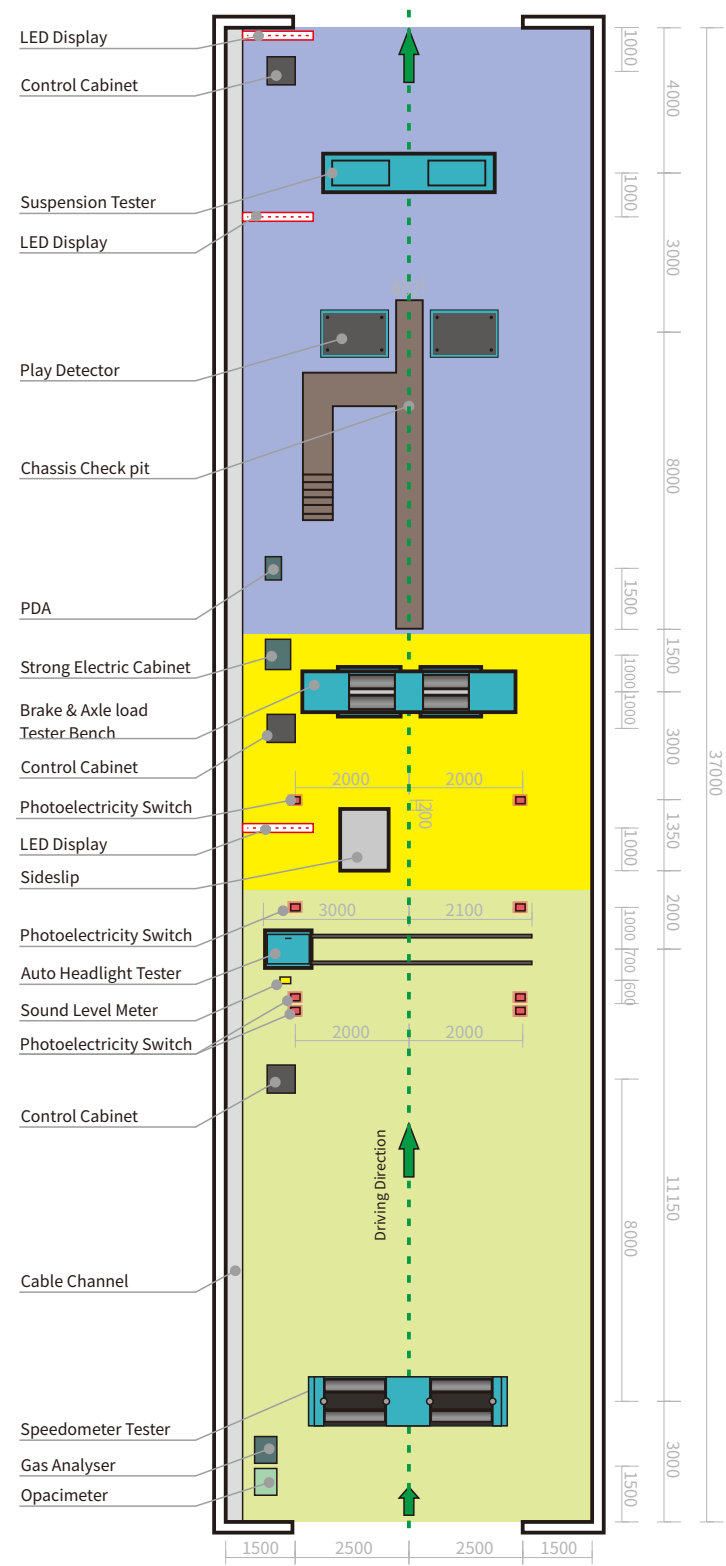 LED Display
Control Cabinet
Suspension Tester
LED Display
Play Detector
Chassis Check pit
PDA
Strong Electric Cabinet
Brake & Axle load
Tester Bench
Control Cabinet
Photoelectricity Switch
LED Display
Sideslip
Photoelectricity Switch
Auto Headlight Tester
Sound Level Meter
Photoelectricity Switch
Control Cabinet
Cable Channel
Speedometer Tester
Gas Analyser
Opacimeter
2000
2000
200
3000
2100
2000
2000
Driving Direction
1000
1000
1500
1000
1000
1000
1000
700
600
8000
1500
4000
3000
8000
1500
3000
1350
2000
11150
3000
37000
1500
2500
2500
1500